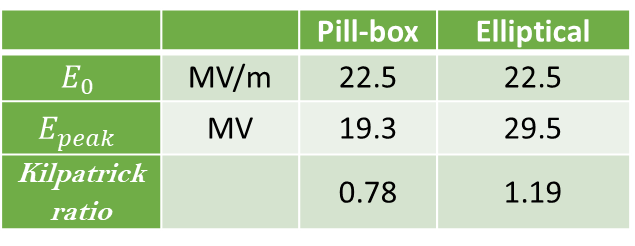 Pill-box Elliptical
E₀ MV/m 22.5 22.5
Eₚₑₐₖ MV 19.3 29.5
Kilpatrick
ratio 0.78 1.19